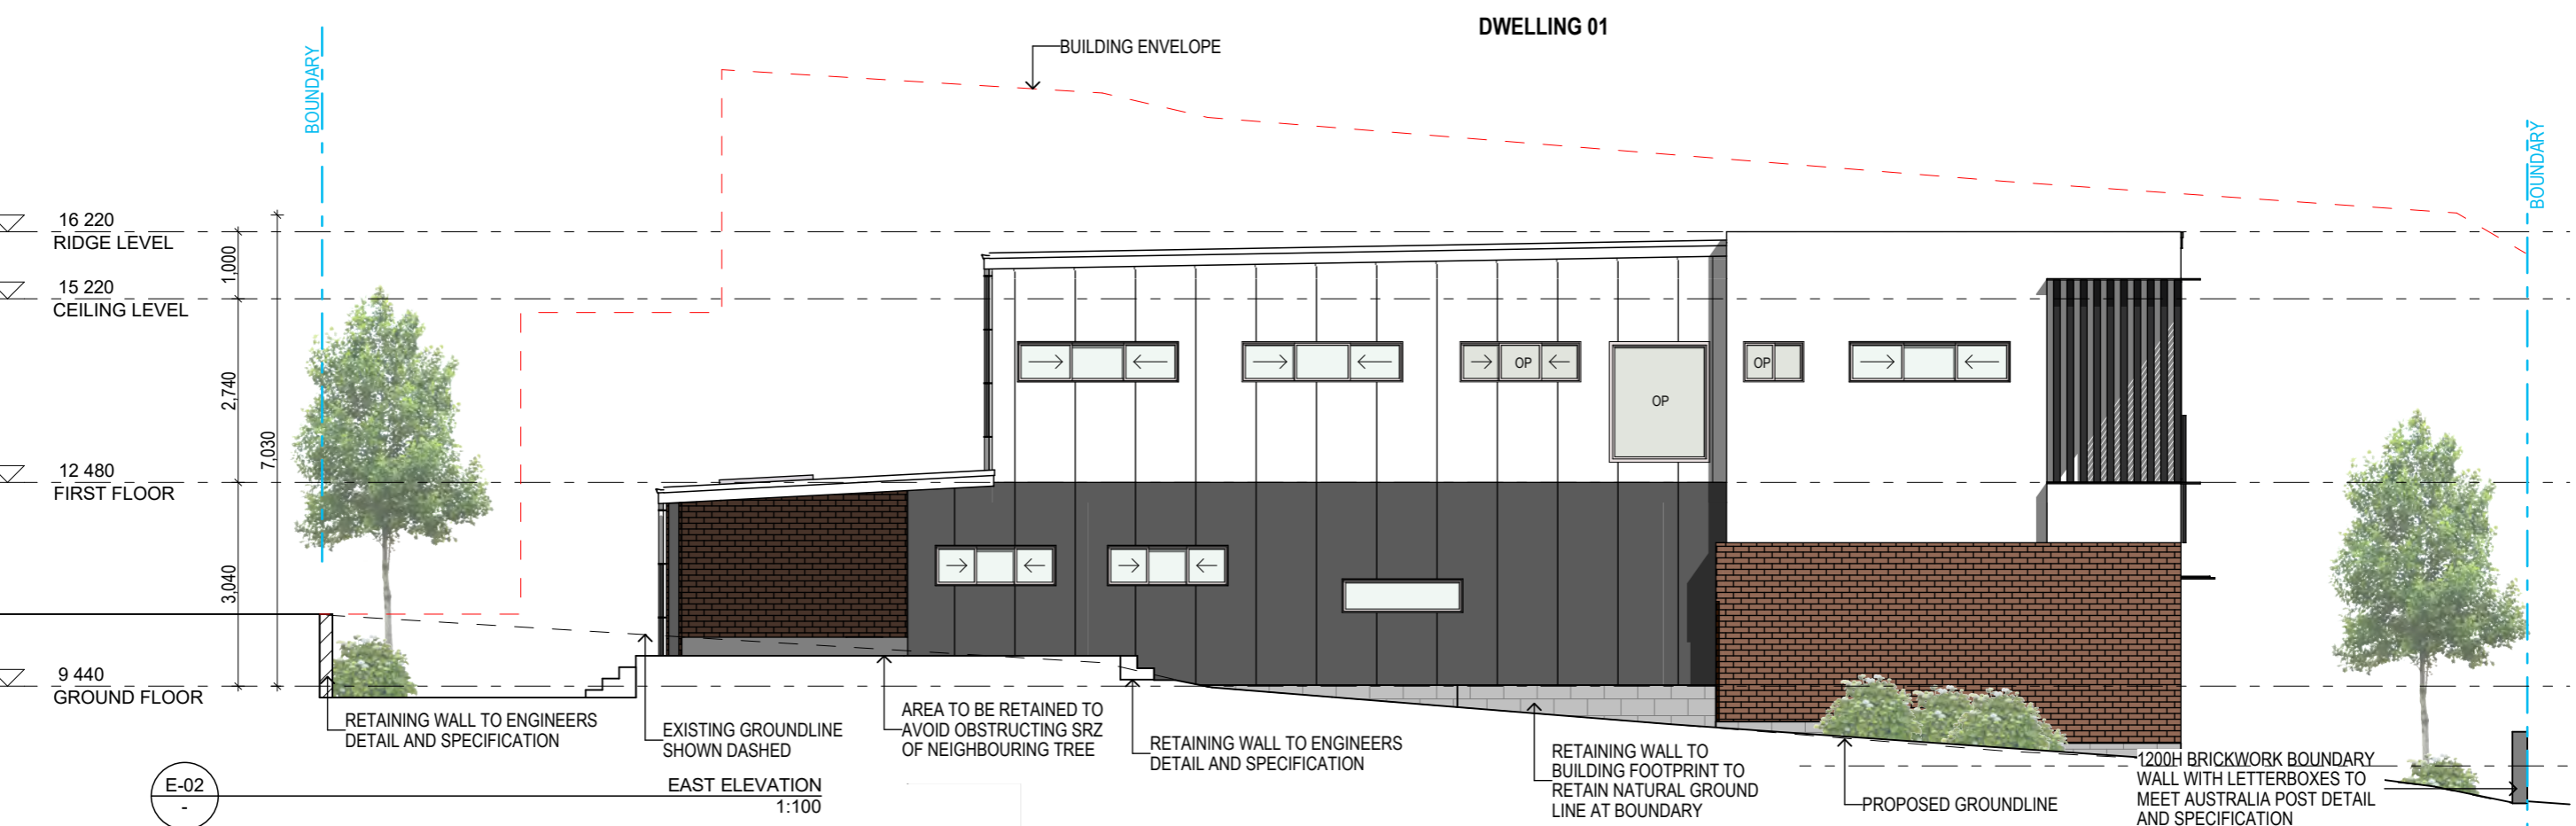 DWELLING 01
BUILDING ENVELOPE
BOUNDARY
BOUNDARY
16 220
RIDGE LEVEL
1,000
15 220
CEILING LEVEL
2,740
7,030
12 480
FIRST FLOOR
3,040
9 440
GROUND FLOOR
OP
OP
OP
RETAINING WALL TO ENGINEERS
DETAIL AND SPECIFICATION
EXISTING GROUNDLINE
SHOWN DASHED
AREA TO BE RETAINED TO
AVOID OBSTRUCTING SRZ
OF NEIGHBOURING TREE
RETAINING WALL TO ENGINEERS
DETAIL AND SPECIFICATION
RETAINING WALL TO
BUILDING FOOTPRINT TO
RETAIN NATURAL GROUND
LINE AT BOUNDARY
PROPOSED GROUNDLINE
1200H BRICKWORK BOUNDARY
WALL WITH LETTERBOXES TO
MEET AUSTRALIA POST DETAIL
AND SPECIFICATION
E-02
-
EAST ELEVATION
1:100